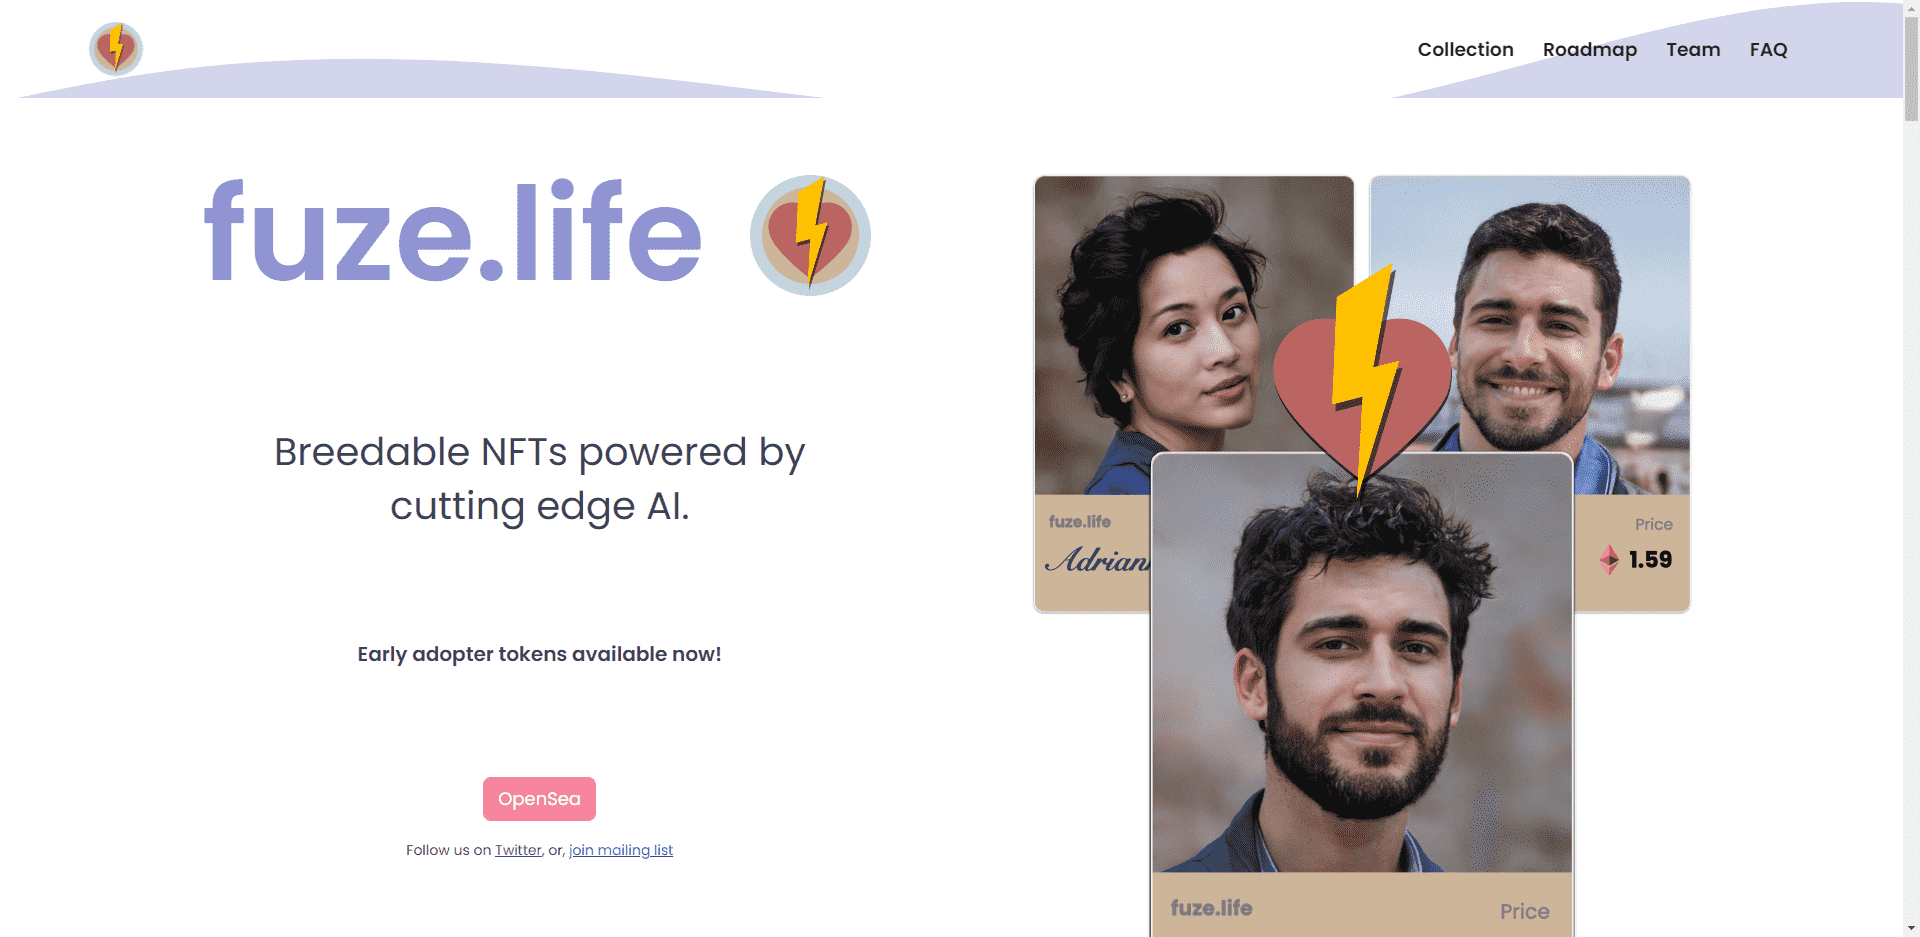 Collection Roadmap Team FAQ
fuze.life
Breedable NFTs powered by
cutting edge AI.
Early adopter tokens available now!
OpenSea
Follow us on Twitter, or, join mailing list
fuze.life
Price
1.59
fuze.life
Price